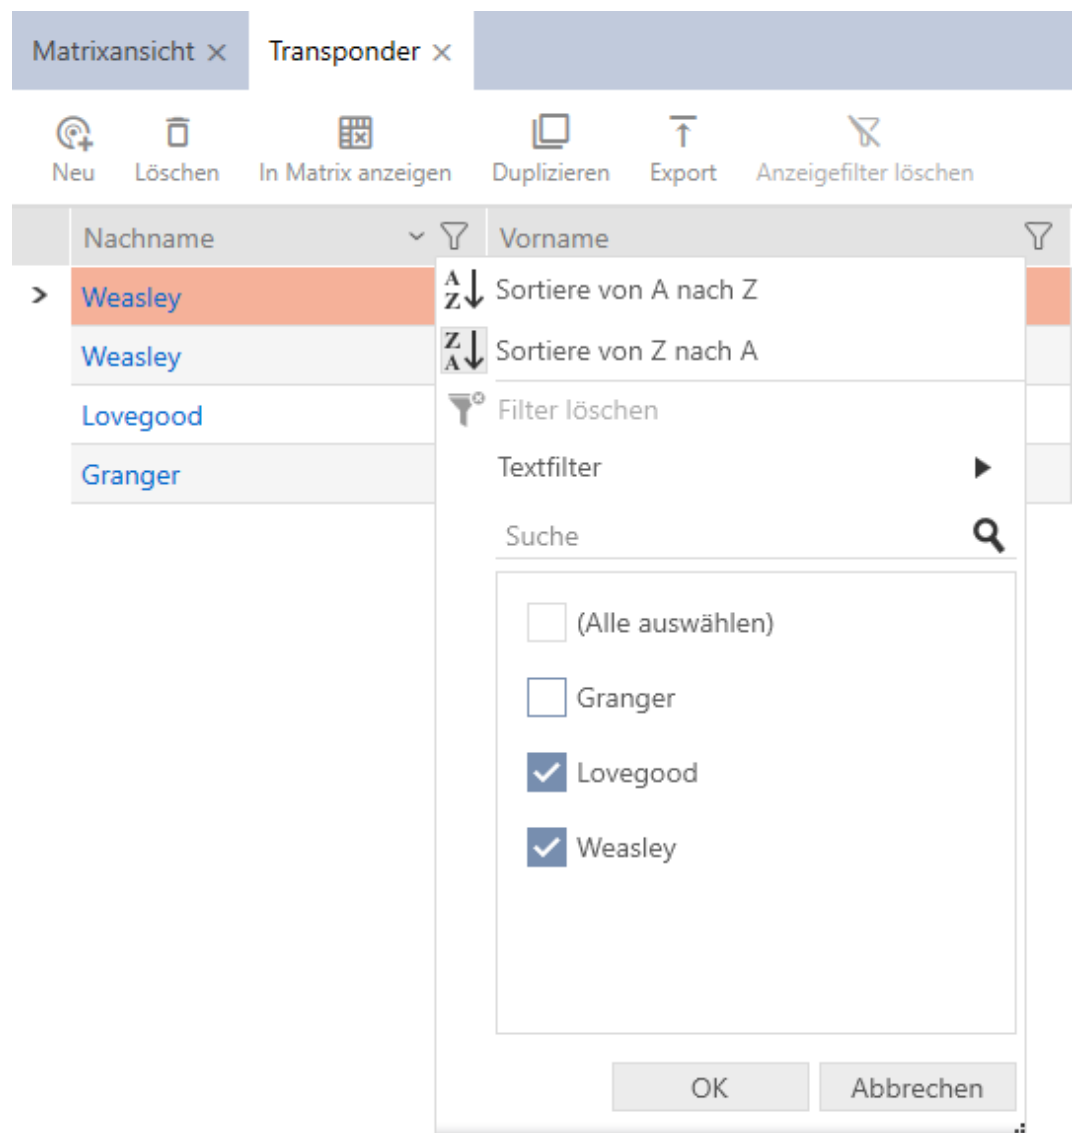 Matrixansicht Transponder
Neu Löschen In Matrix anzeigen Duplizieren Export Anzeigefilter löschen
Nachname Vorname
Weasley
Weasley
Lovegood
Granger
Sortiere von A nach Z
Sortiere von Z nach A
Filter löschen
Textfilter
Suche
(Alle auswählen)
Granger
Lovegood
Weasley
OK Abbrechen